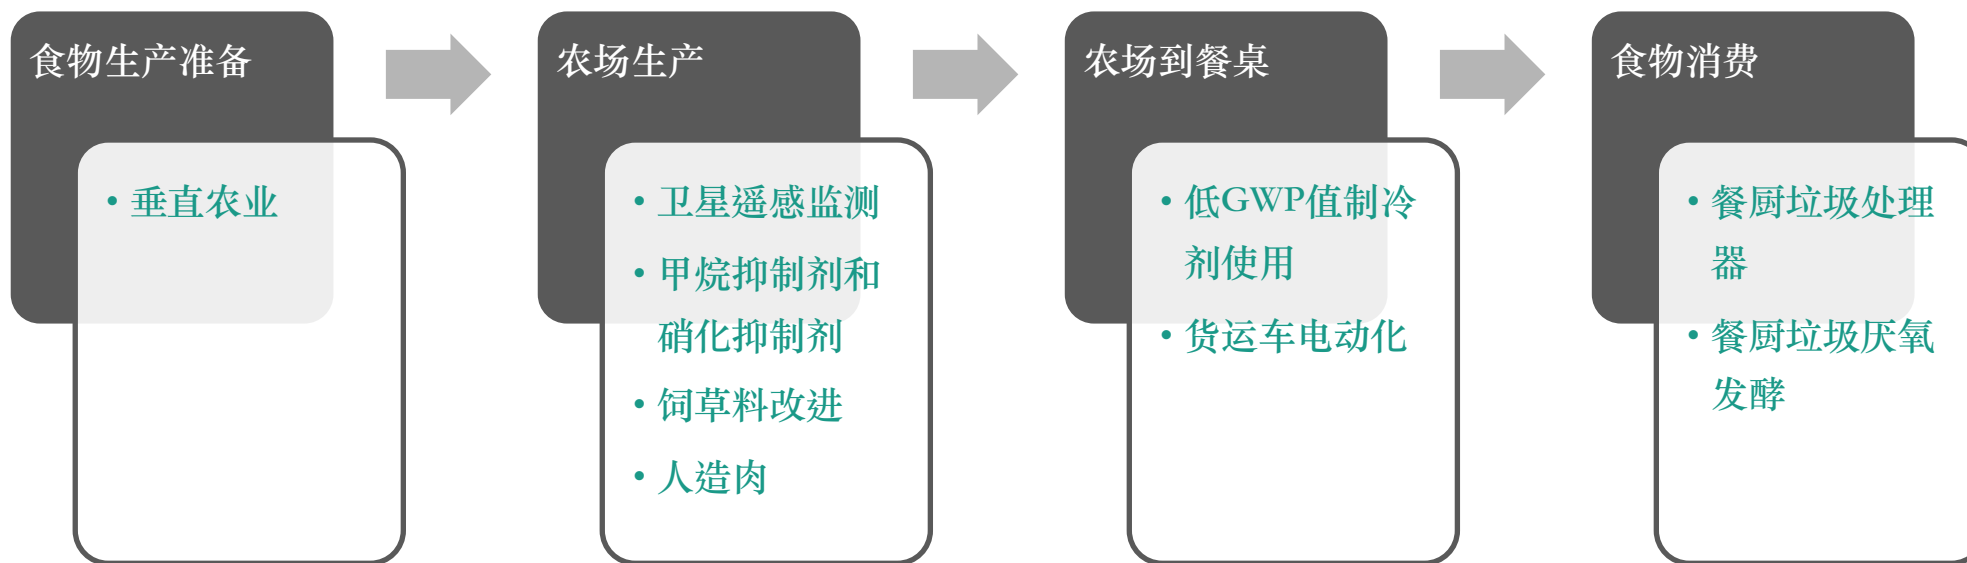 食物生产准备
• 垂直农业
农场生产
• 卫星遥感监测
• 甲烷抑制剂和
硝化抑制剂
• 饲草料改进
• 人造肉
农场到餐桌
• 低GWP值制冷
剂使用
• 货运车电动化
食物消费
• 餐厨垃圾处理
器
• 餐厨垃圾厌氧
发酵